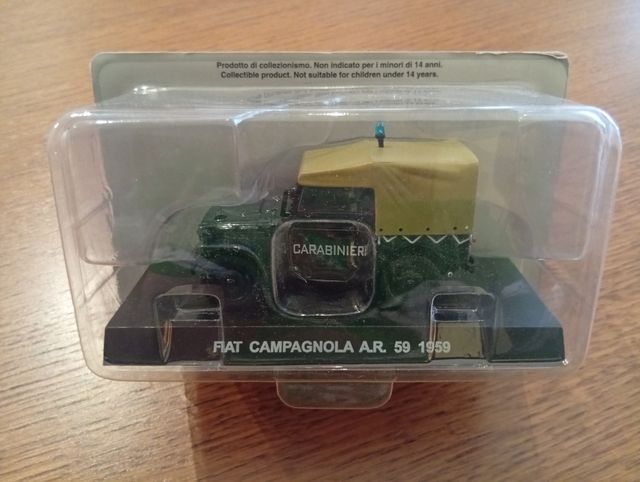 Prodotto di collezionismo. Non indicato per i minori di 14 anni.
Collectible product. Not suitable for children under 14 years.
CARABINIERI
FIAT CAMPAGNOLA A.R. 59 1959